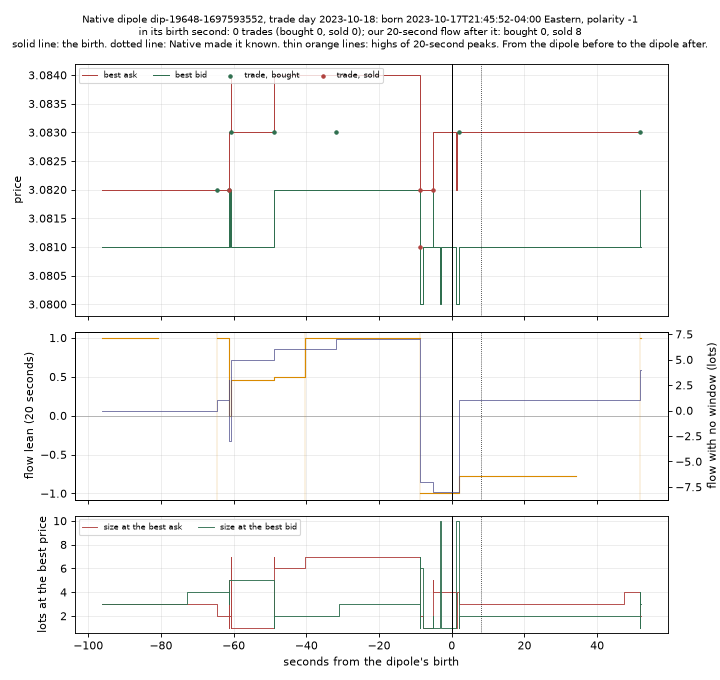 Native dipole dip-19648-1697593552, trade day 2023-10-18: born 2023-10-17T21:45:52-04:00 Eastern, polarity -1
in its birth second: 0 trades (bought 0, sold 0); our 20-second flow after it: bought 0, sold 8
solid line: the birth. dotted line: Native made it known. thin orange lines: highs of 20-second peaks. From the dipole before to the dipole after.
best ask best bid trade, bought trade, sold
3.0840
3.0835
3.0830
3.0825
3.0820
3.0815
3.0810
3.0805
3.0800
price
1.0
0.5
0.0
−0.5
−1.0
flow lean (20 seconds)
7.5
5.0
2.5
0.0
−2.5
−5.0
−7.5
flow with no window (lots)
size at the best ask size at the best bid
10
8
6
4
2
lots at the best price
−100 −80 −60 −40 −20 0 20 40
seconds from the dipole's birth